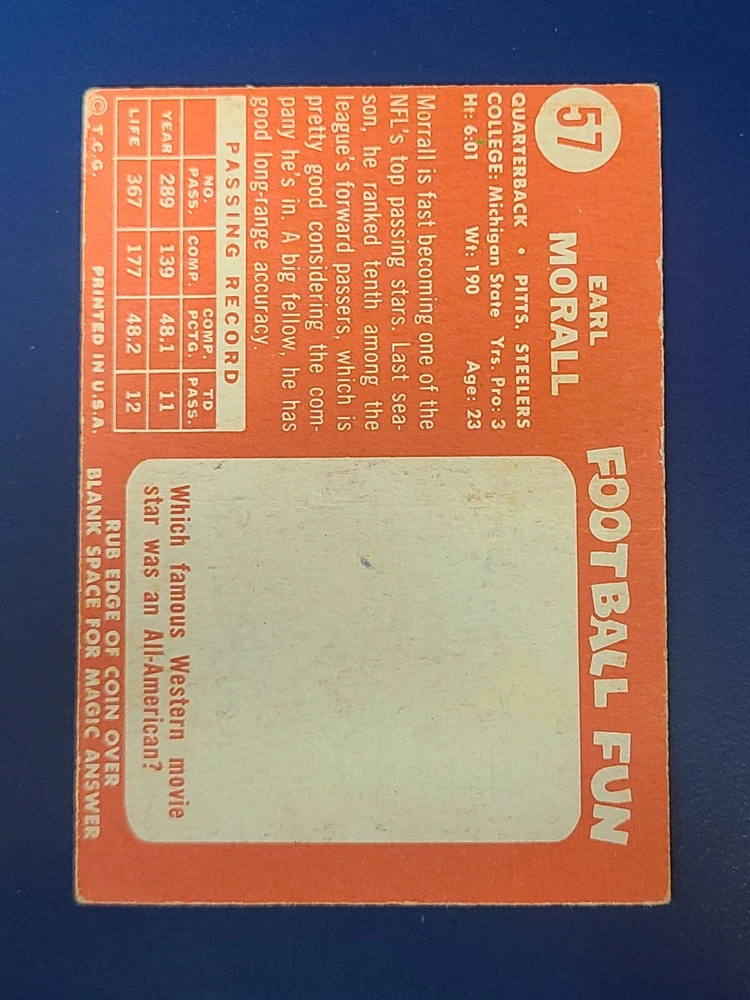 57
EARL
MORALL
QUARTERBACK • PITTS. STEELERS
COLLEGE: Michigan State Yrs. Pro: 3
Ht: 6:01 Wt: 190 Age: 23
Morrall is fast becoming one of the
NFL's top passing stars. Last sea-
son, he ranked tenth among the
league's forward passers, which is
pretty good considering the com-
pany he's in. A big fellow, he has
good long-range accuracy.
PASSING RECORD
NO. PASS. COMP. COMP. PCTG. TD PASS.
YEAR 289 139 48.1 11
LIFE 367 177 48.2 12
© T.C.G. PRINTED IN U.S.A.
FOOTBALL FUN
Which famous Western movie
star was an All-American?
RUB EDGE OF COIN OVER
BLANK SPACE FOR MAGIC ANSWER